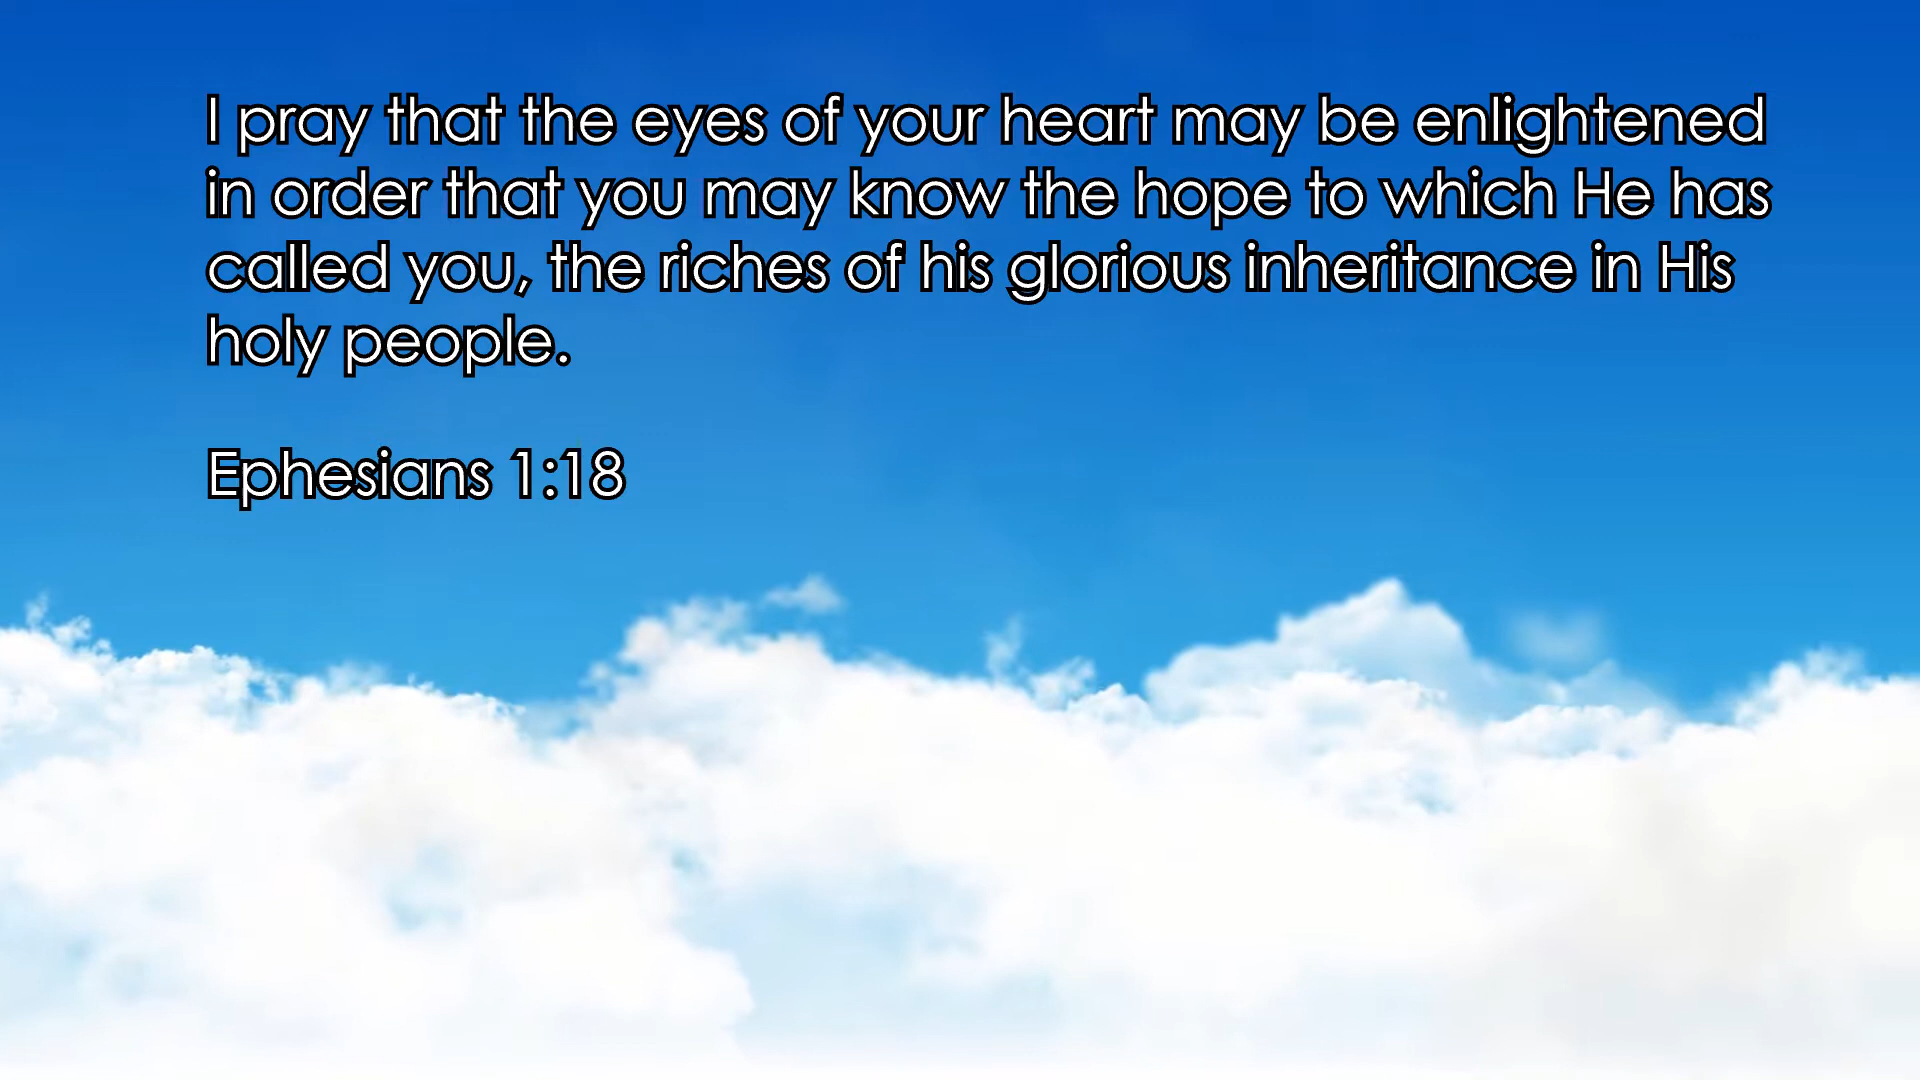 I pray that the eyes of your heart may be enlightened
in order that you may know the hope to which He has
called you, the riches of his glorious inheritance in His
holy people.
Ephesians 1:18